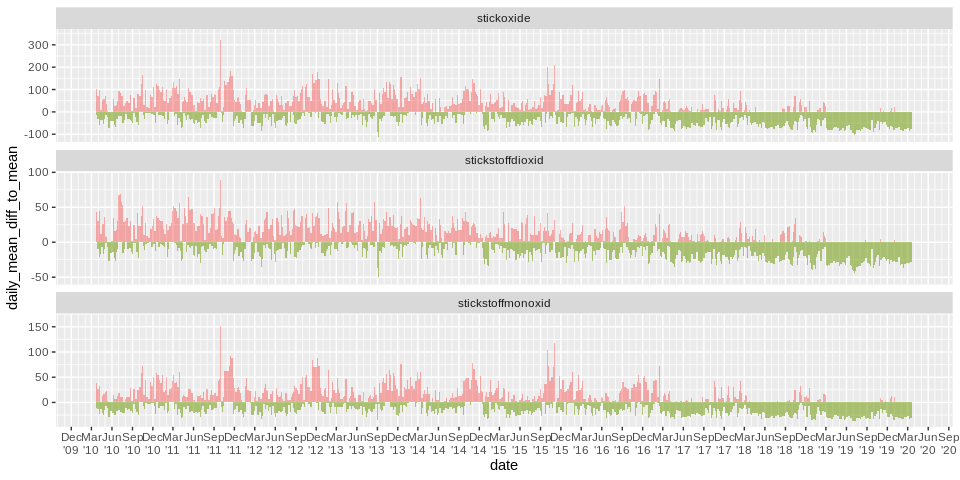 stickoxide
300
200
100
0
-100
stickstoffdioxid
100
50
0
-50
stickstoffmonoxid
150
100
50
0
daily_mean_diff_to_mean
Dec Mar Jun Sep Dec Mar Jun Sep Dec Mar Jun Sep Dec Mar Jun Sep Dec Mar Jun Sep Dec Mar Jun Sep Dec Mar Jun Sep Dec Mar Jun Sep Dec Mar Jun Sep Dec Mar Jun Sep Dec Mar Jun Sep
'09 '10 '10 '10 '10 '11 '11 '11 '11 '12 '12 '12 '12 '13 '13 '13 '13 '14 '14 '14 '14 '15 '15 '15 '15 '16 '16 '16 '16 '17 '17 '17 '17 '18 '18 '18 '18 '19 '19 '19 '19 '20 '20 '20
date